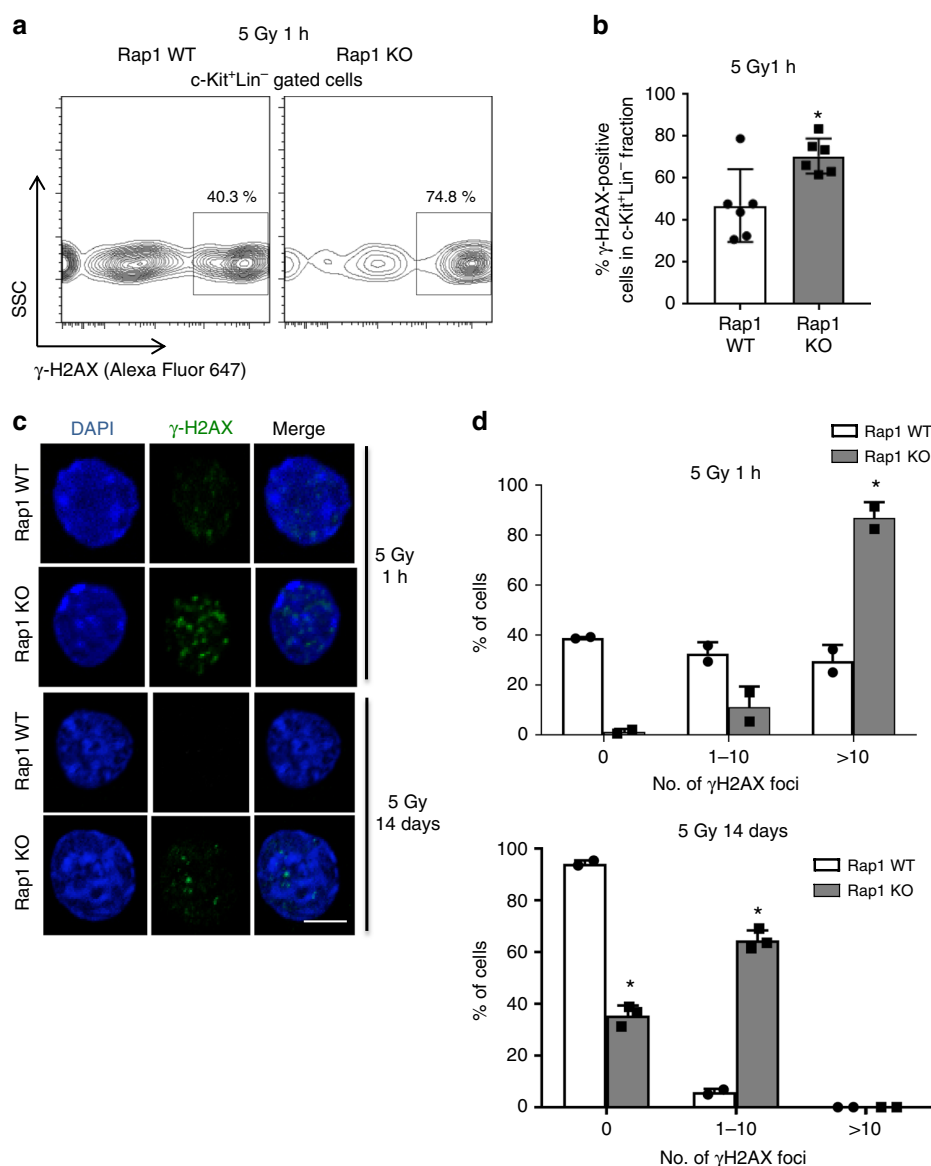 a
5 Gy 1 h
Rap1 WT Rap1 KO
c-Kit⁺Lin⁻ gated cells
40.3 %
74.8 %
SSC
γ-H2AX (Alexa Fluor 647)
b
5 Gy1 h
*
% γ-H2AX-positive
cells in c-Kit⁺Lin⁻ fraction
100
80
60
40
20
0
Rap1
WT
Rap1
KO
c
DAPI γ-H2AX Merge
Rap1 WT
Rap1 KO
5 Gy
1 h
Rap1 WT
Rap1 KO
5 Gy
14 days
d
Rap1 WT
Rap1 KO
5 Gy 1 h
*
% of cells
100
80
60
40
20
0
0 1–10 >10
No. of γH2AX foci
5 Gy 14 days
Rap1 WT
Rap1 KO
*
*
% of cells
100
80
60
40
20
0
0 1–10 >10
No. of γH2AX foci